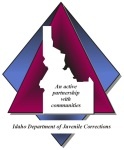 An active
partnership
with
communities
Idaho Department of Juvenile Corrections